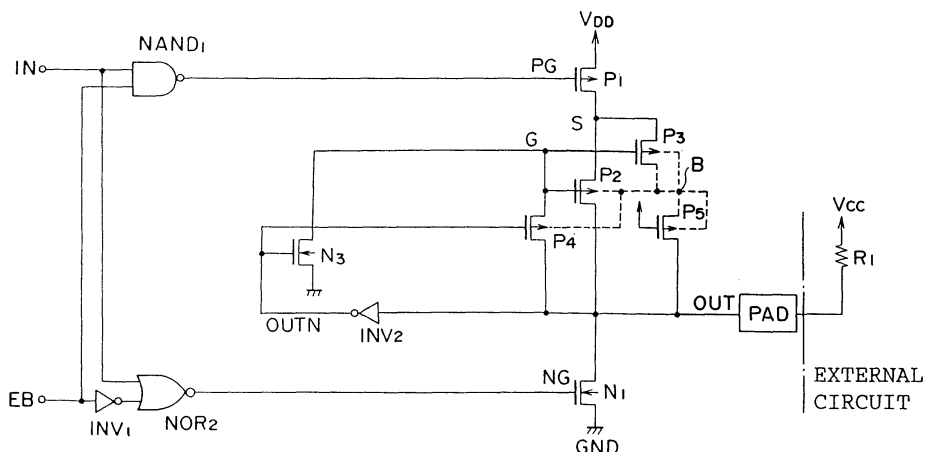 VDD
NAND1
IN
PG
P1
S
P3
G
B
P2
VCC
P5
P4
R1
N3
OUT
PAD
OUTN
INV2
NG
N1
EXTERNAL
CIRCUIT
EB
INV1
NOR2
GND